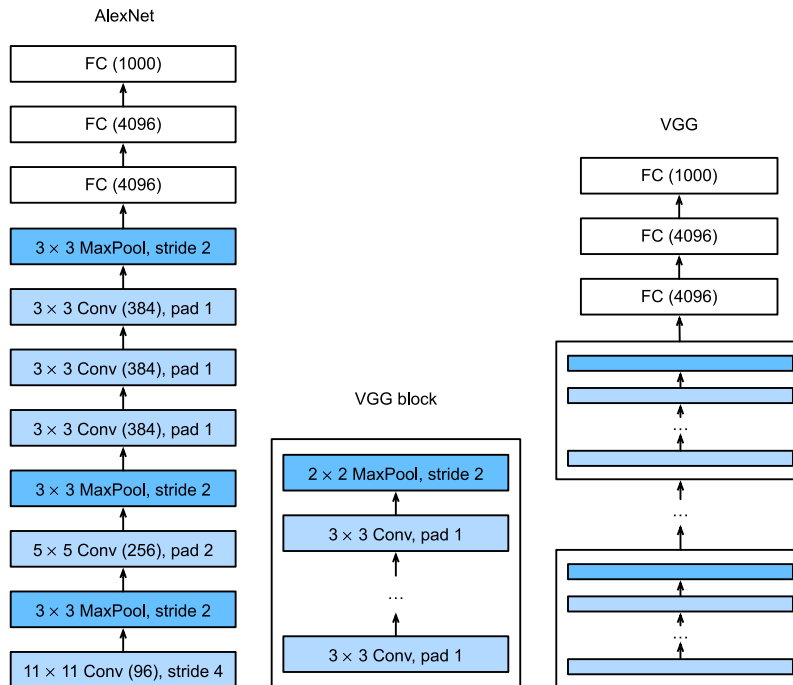 AlexNet
FC (1000)
FC (4096)
FC (4096)
3 × 3 MaxPool, stride 2
3 × 3 Conv (384), pad 1
3 × 3 Conv (384), pad 1
3 × 3 Conv (384), pad 1
3 × 3 MaxPool, stride 2
5 × 5 Conv (256), pad 2
3 × 3 MaxPool, stride 2
11 × 11 Conv (96), stride 4
VGG block
2 × 2 MaxPool, stride 2
3 × 3 Conv, pad 1
...
3 × 3 Conv, pad 1
VGG
FC (1000)
FC (4096)
FC (4096)
...
...
...